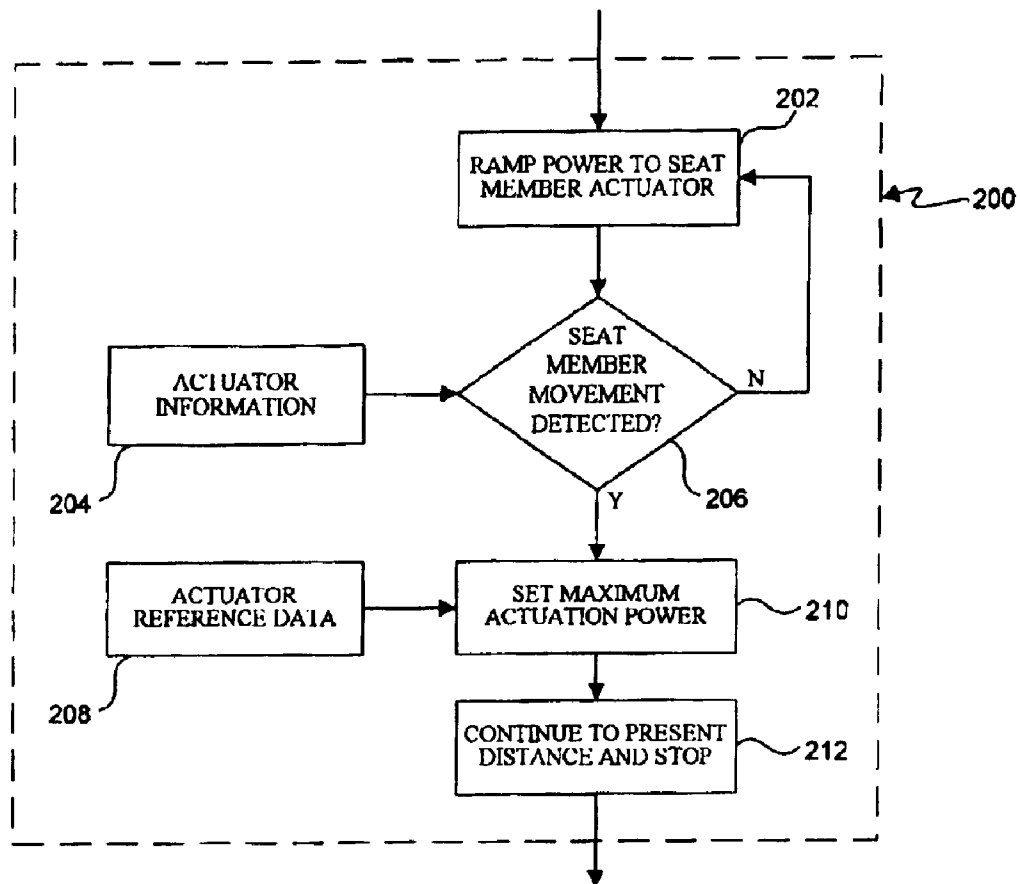 202
RAMP POWER TO SEAT
MEMBER ACTUATOR
200
SEAT
MEMBER
MOVEMENT
DETECTED?
N
ACTUATOR
INFORMATION
204
206
Y
ACTUATOR
REFERENCE DATA
208
SET MAXIMUM
ACTUATION POWER
210
CONTINUE TO PRESENT
DISTANCE AND STOP
212